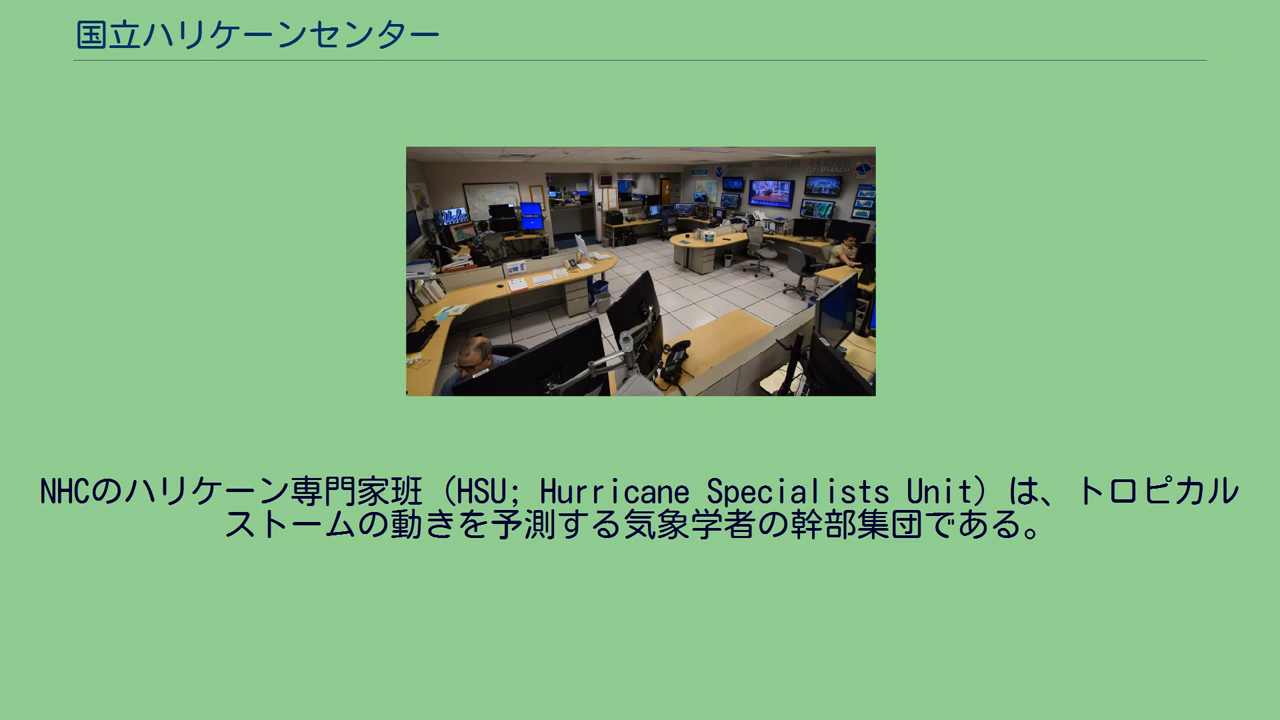 国立ハリケーンセンター
NHCのハリケーン専門家班（HSU; Hurricane Specialists Unit）は、トロピカル
ストームの動きを予測する気象学者の幹部集団である。